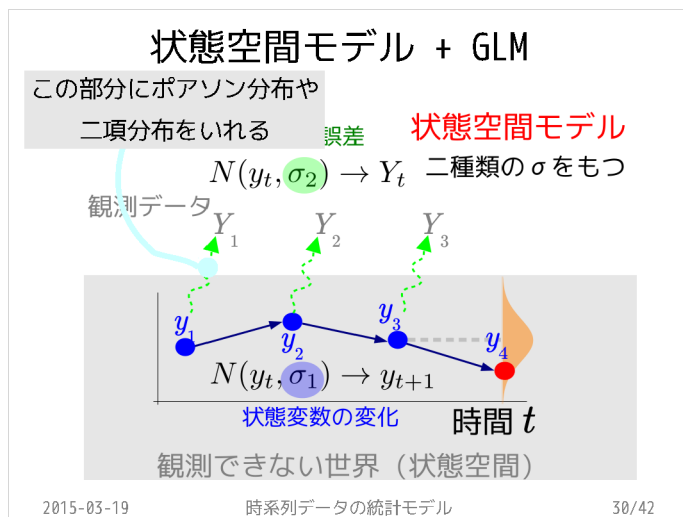 状態空間モデル + GLM
この部分にポアソン分布や
二項分布をいれる
誤差
状態空間モデル
N(y_t, σ_2) → Y_t
二種類のσをもつ
観測データ
Y_1
Y_2
Y_3
y_1
y_2
y_3
y_4
N(y_t, σ_1) → y_{t+1}
状態変数の変化
時間 t
観測できない世界 (状態空間)
2015-03-19
時系列データの統計モデル
30/42